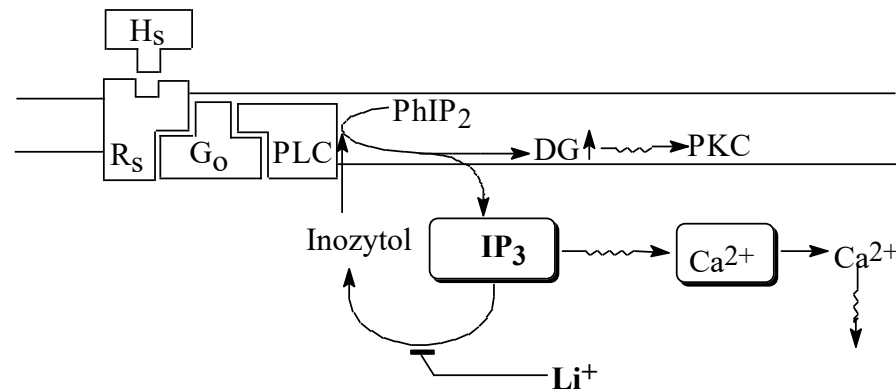 Hs
PhIP2
Rs Go PLC DG PKC
Inozytol IP3 Ca2+ Ca2+
Li+